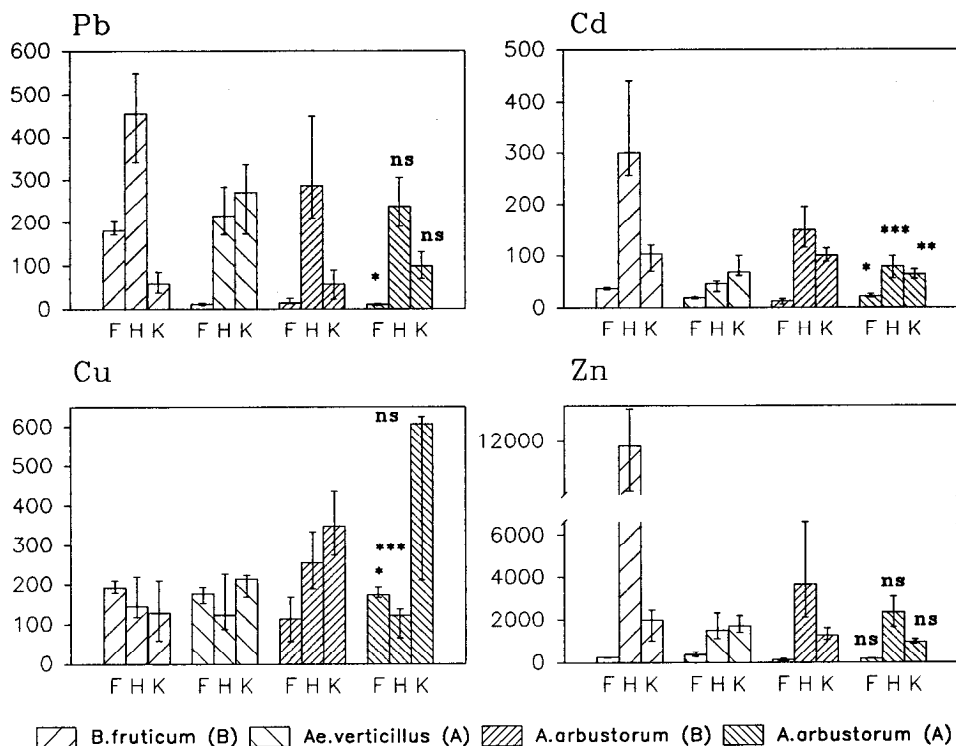 Pb
600
500
400
300
200
100
0
ns
ns
*
F H K F H K F H K F H K
Cd
500
400
300
200
100
0
***
**
*
F H K F H K F H K F H K
Cu
600
500
400
300
200
100
0
ns
***
*
F H K F H K F H K F H K
Zn
12000
6000
4000
2000
0
ns
ns
ns
F H K F H K F H K F H K
B.fruticum (B) Ae.verticillus (A) A.arbustorum (B) A.arbustorum (A)